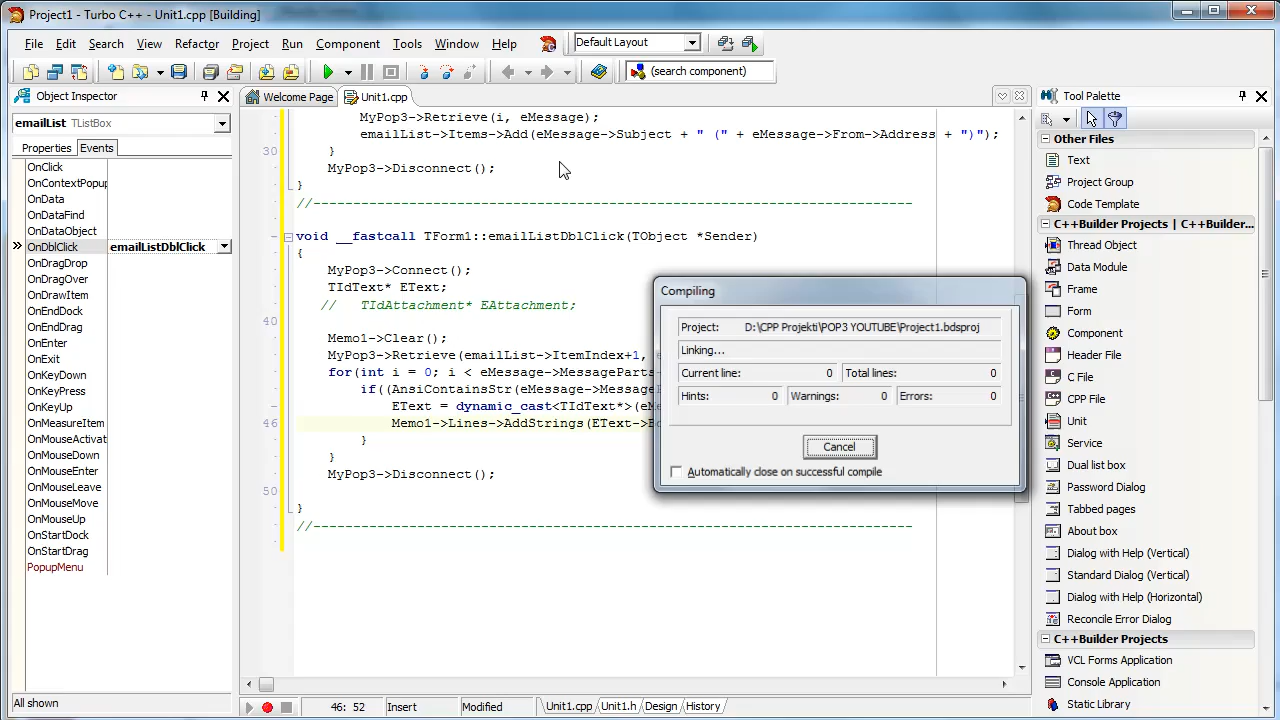 Project1 - Turbo C++ - Unit1.cpp [Building]
File Edit Search View Refactor Project Run Component Tools Window Help
Default Layout
(search component)
Object Inspector
emailList TListBox
Properties Events
OnClick
OnContextPopup
OnData
OnDataFind
OnDataObject
OnDblClick emailListDblClick
OnDragDrop
OnDragOver
OnDrawItem
OnEndDock
OnEndDrag
OnEnter
OnExit
OnKeyDown
OnKeyPress
OnKeyUp
OnMeasureItem
OnMouseActivat
OnMouseDown
OnMouseEnter
OnMouseLeave
OnMouseMove
OnMouseUp
OnStartDock
OnStartDrag
PopupMenu
All shown
Welcome Page Unit1.cpp
MyPop3->Retrieve(i, eMessage);
emailList->Items->Add(eMessage->Subject + " (" + eMessage->From->Address + ")");
30 }
MyPop3->Disconnect();
}
//---------------------------------------------------------------------------
void __fastcall TForm1::emailListDblClick(TObject *Sender)
{
MyPop3->Connect();
TIdText* EText;
// TIdAttachment* EAttachment;
40
Memo1->Clear();
MyPop3->Retrieve(emailList->ItemIndex+1,
for(int i = 0; i < eMessage->MessageParts
if((AnsiContainsStr(eMessage->MessageP
EText = dynamic_cast<TIdText*>(eM
46 Memo1->Lines->AddStrings(EText->B
}
}
MyPop3->Disconnect();
50
}
//---------------------------------------------------------------------------
46: 52 Insert Modified Unit1.cpp Unit1.h Design History
Compiling
Project: D:\CPP Projekti\POP3 YOUTUBE\Project1.bdsproj
Linking...
Current line: 0 Total lines: 0
Hints: 0 Warnings: 0 Errors: 0
Cancel
Automatically close on successful compile
Tool Palette
Other Files
Text
Project Group
Code Template
C++Builder Projects | C++Builder...
Thread Object
Data Module
Frame
Form
Component
Header File
C File
CPP File
Unit
Service
Dual list box
Password Dialog
Tabbed pages
About box
Dialog with Help (Vertical)
Standard Dialog (Vertical)
Dialog with Help (Horizontal)
Reconcile Error Dialog
C++Builder Projects
VCL Forms Application
Console Application
Static Library